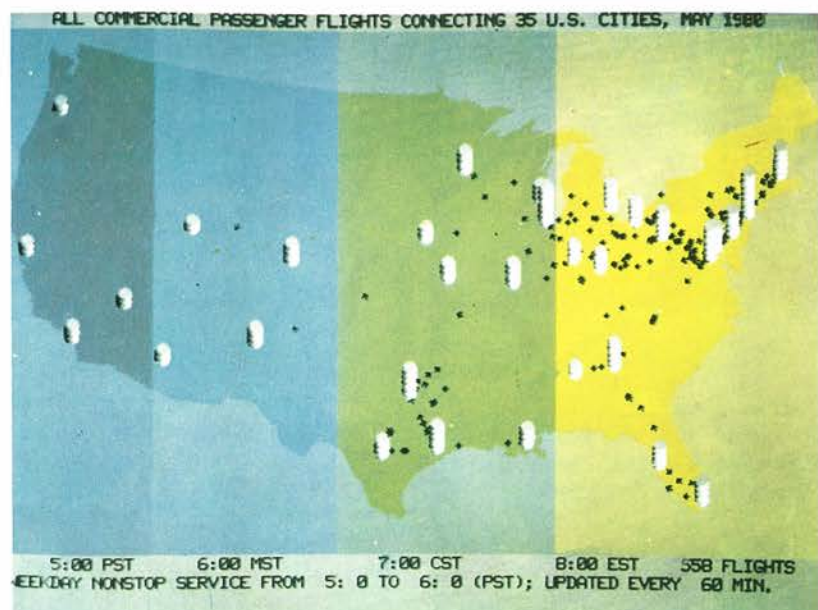 ALL COMMERCIAL PASSENGER FLIGHTS CONNECTING 35 U.S. CITIES, MAY 1980
5:00 PST 6:00 MST 7:00 CST 8:00 EST 558 FLIGHTS
WEEKDAY NONSTOP SERVICE FROM 5: 0 TO 6: 0 (PST); UPDATED EVERY 60 MIN.